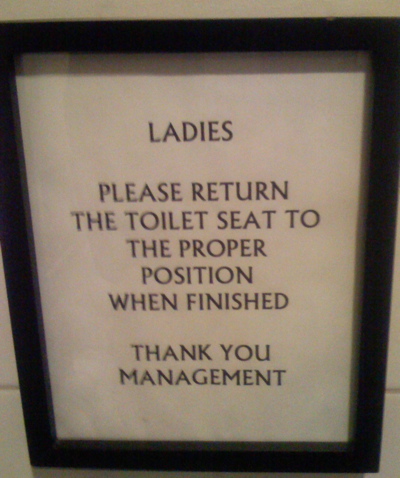 LADIES
PLEASE RETURN
THE TOILET SEAT TO
THE PROPER
POSITION
WHEN FINISHED
THANK YOU
MANAGEMENT